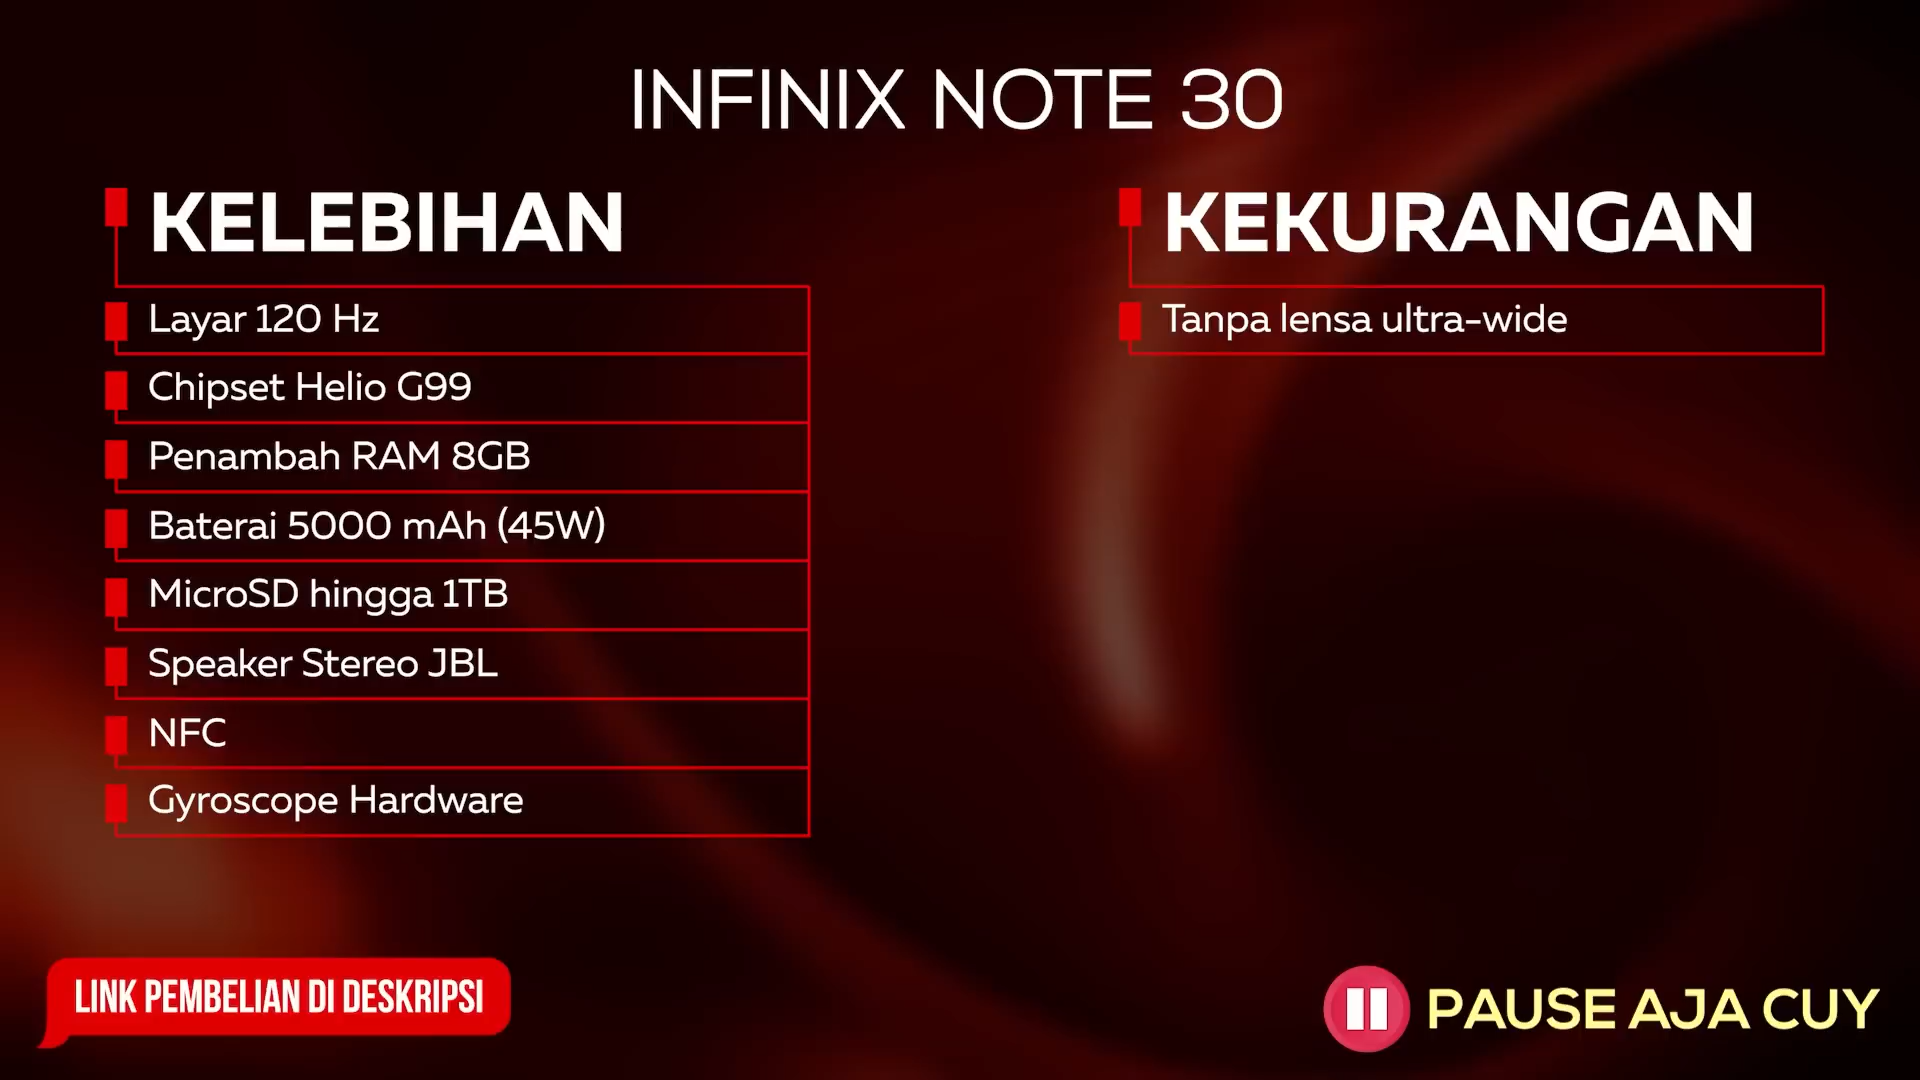 INFINIX NOTE 30
KELEBIHAN
Layar 120 Hz
Chipset Helio G99
Penambah RAM 8GB
Baterai 5000 mAh (45W)
MicroSD hingga 1TB
Speaker Stereo JBL
NFC
Gyroscope Hardware
KEKURANGAN
Tanpa lensa ultra-wide
LINK PEMBELIAN DI DESKRIPSI
PAUSE AJA CUY